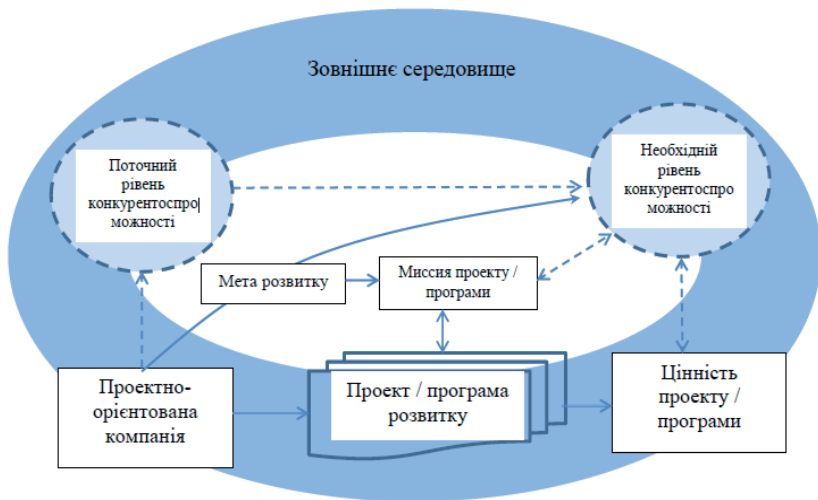 Зовнішнє середовище
Поточний
рівень
конкурентоспро
можності
Необхідній
рівень
конкурентоспро
можності
Мета розвитку
Миссия проекту /
програми
Проектно-
орієнтована
компанія
Проект / програма
розвитку
Цінність
проекту /
програми